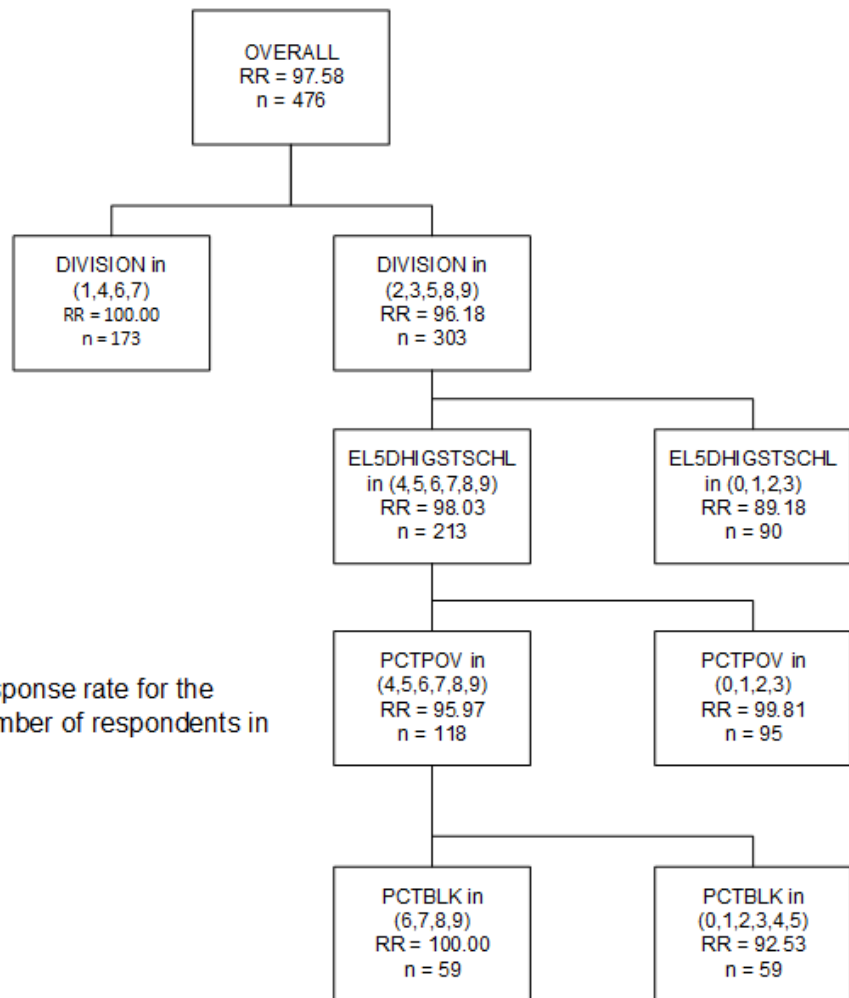 OVERALL
RR = 97.58
n = 476
DIVISION in
(1,4,6,7)
RR = 100.00
n = 173
DIVISION in
(2,3,5,8,9)
RR = 96.18
n = 303
EL5DHIGSTSCHL
in (4,5,6,7,8,9)
RR = 98.03
n = 213
EL5DHIGSTSCHL
in (0,1,2,3)
RR = 89.18
n = 90
PCTPOV in
(4,5,6,7,8,9)
RR = 95.97
n = 118
PCTPOV in
(0,1,2,3)
RR = 99.81
n = 95
sponse rate for the
mber of respondents in
PCTBLK in
(6,7,8,9)
RR = 100.00
n = 59
PCTBLK in
(0,1,2,3,4,5)
RR = 92.53
n = 59